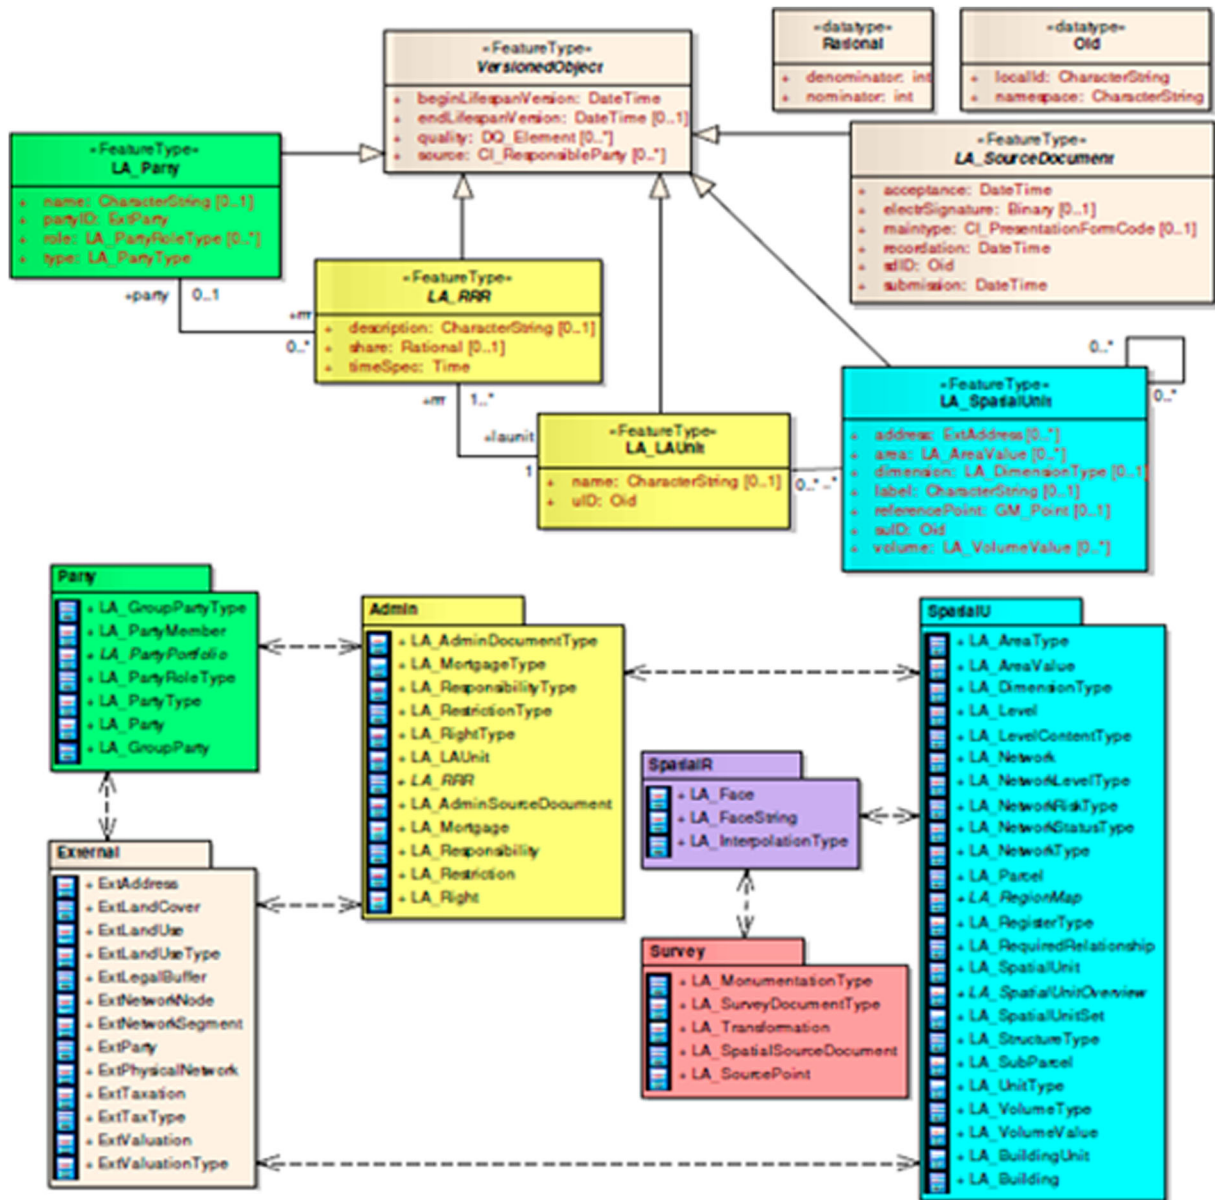 «FeatureType»
VersionedObject
+ beginLifespanVersion: DateTime
+ endLifespanVersion: DateTime [0..1]
+ quality: DQ_Element [0..*]
+ source: CI_ResponsibleParty [0..*]
«datatype»
Rational
+ denominator: int
+ nominator: int
«datatype»
Oid
+ localId: CharacterString
+ namespace: CharacterString
«FeatureType»
LA_Party
+ name: CharacterString [0..1]
+ partyID: ExtParty
+ role: LA_PartyRoleType [0..*]
+ type: LA_PartyType
«FeatureType»
LA_SourceDocument
+ acceptance: DateTime
+ electrSignature: Binary [0..1]
+ maintype: CI_PresentationFormCode [0..1]
+ recordation: DateTime
+ sdID: Oid
+ submission: DateTime
+party 0..1
+rrr
0..*
«FeatureType»
LA_RRR
+ description: CharacterString [0..1]
+ share: Rational [0..1]
+ timeSpec: Time
+rrr 1..*
+launit
1
«FeatureType»
LA_LAUnit
+ name: CharacterString [0..1]
+ uID: Oid
0..* ..*
0..*
0..*
«FeatureType»
LA_SpatialUnit
+ address: ExtAddress [0..*]
+ area: LA_AreaValue [0..*]
+ dimension: LA_DimensionType [0..1]
+ label: CharacterString [0..1]
+ referencePoint: GM_Point [0..1]
+ suID: Oid
+ volume: LA_VolumeValue [0..*]
Party
+ LA_GroupPartyType
+ LA_PartyMember
+ LA_PartyPortfolio
+ LA_PartyRoleType
+ LA_PartyType
+ LA_Party
+ LA_GroupParty
Admin
+ LA_AdminDocumentType
+ LA_MortgageType
+ LA_ResponsibilityType
+ LA_RestrictionType
+ LA_RightType
+ LA_LAUnit
+ LA_RRR
+ LA_AdminSourceDocument
+ LA_Mortgage
+ LA_Responsibility
+ LA_Restriction
+ LA_Right
SpatialU
+ LA_AreaType
+ LA_AreaValue
+ LA_DimensionType
+ LA_Level
+ LA_LevelContentType
+ LA_Network
+ LA_NetworkLevelType
+ LA_NetworkRiskType
+ LA_NetworkStatusType
+ LA_NetworkType
+ LA_Parcel
+ LA_RegionMap
+ LA_RegisterType
+ LA_RequiredRelationship
+ LA_SpatialUnit
+ LA_SpatialUnitOverview
+ LA_SpatialUnitSet
+ LA_StructureType
+ LA_SubParcel
+ LA_UnitType
+ LA_VolumeType
+ LA_VolumeValue
+ LA_BuildingUnit
+ LA_Building
SpatialR
+ LA_Face
+ LA_FaceString
+ LA_InterpolationType
External
+ ExtAddress
+ ExtLandCover
+ ExtLandUse
+ ExtLandUseType
+ ExtLegalBuffer
+ ExtNetworkNode
+ ExtNetworkSegment
+ ExtParty
+ ExtPhysicalNetwork
+ ExtTaxation
+ ExtTaxType
+ ExtValuation
+ ExtValuationType
Survey
+ LA_MonumentationType
+ LA_SurveyDocumentType
+ LA_Transformation
+ LA_SpatialSourceDocument
+ LA_SourcePoint